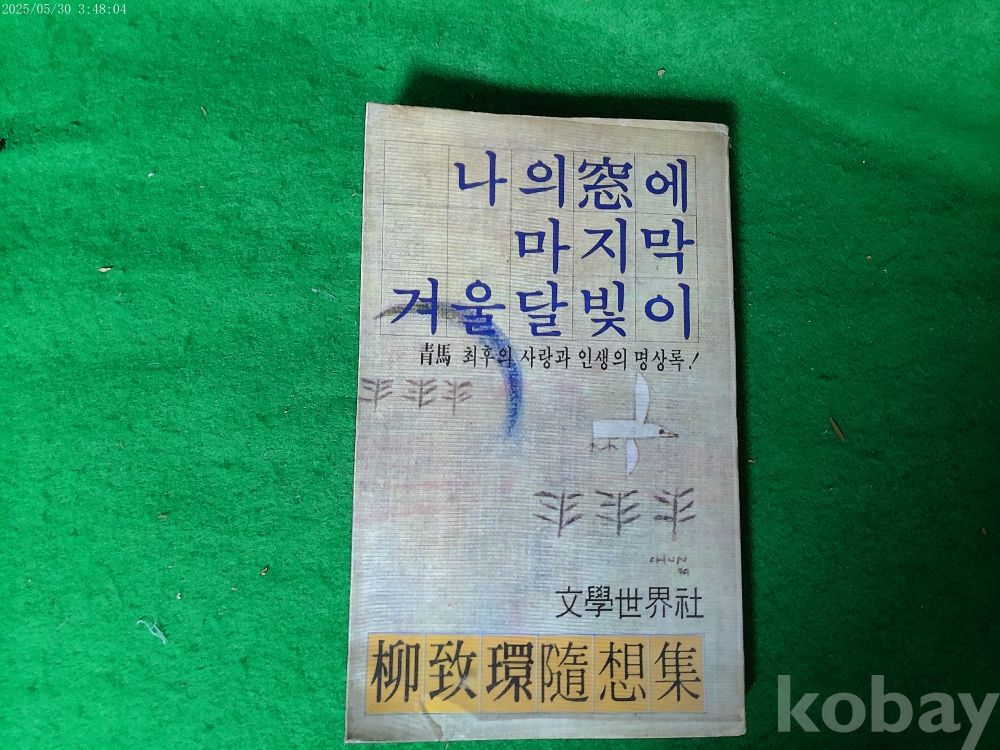 2025/05/30 3:48:04
나의窓에
마지막
겨울달빛이
靑馬 최후의 사랑과 인생의 명상록!
文學世界社
柳致環隨想集
kobay